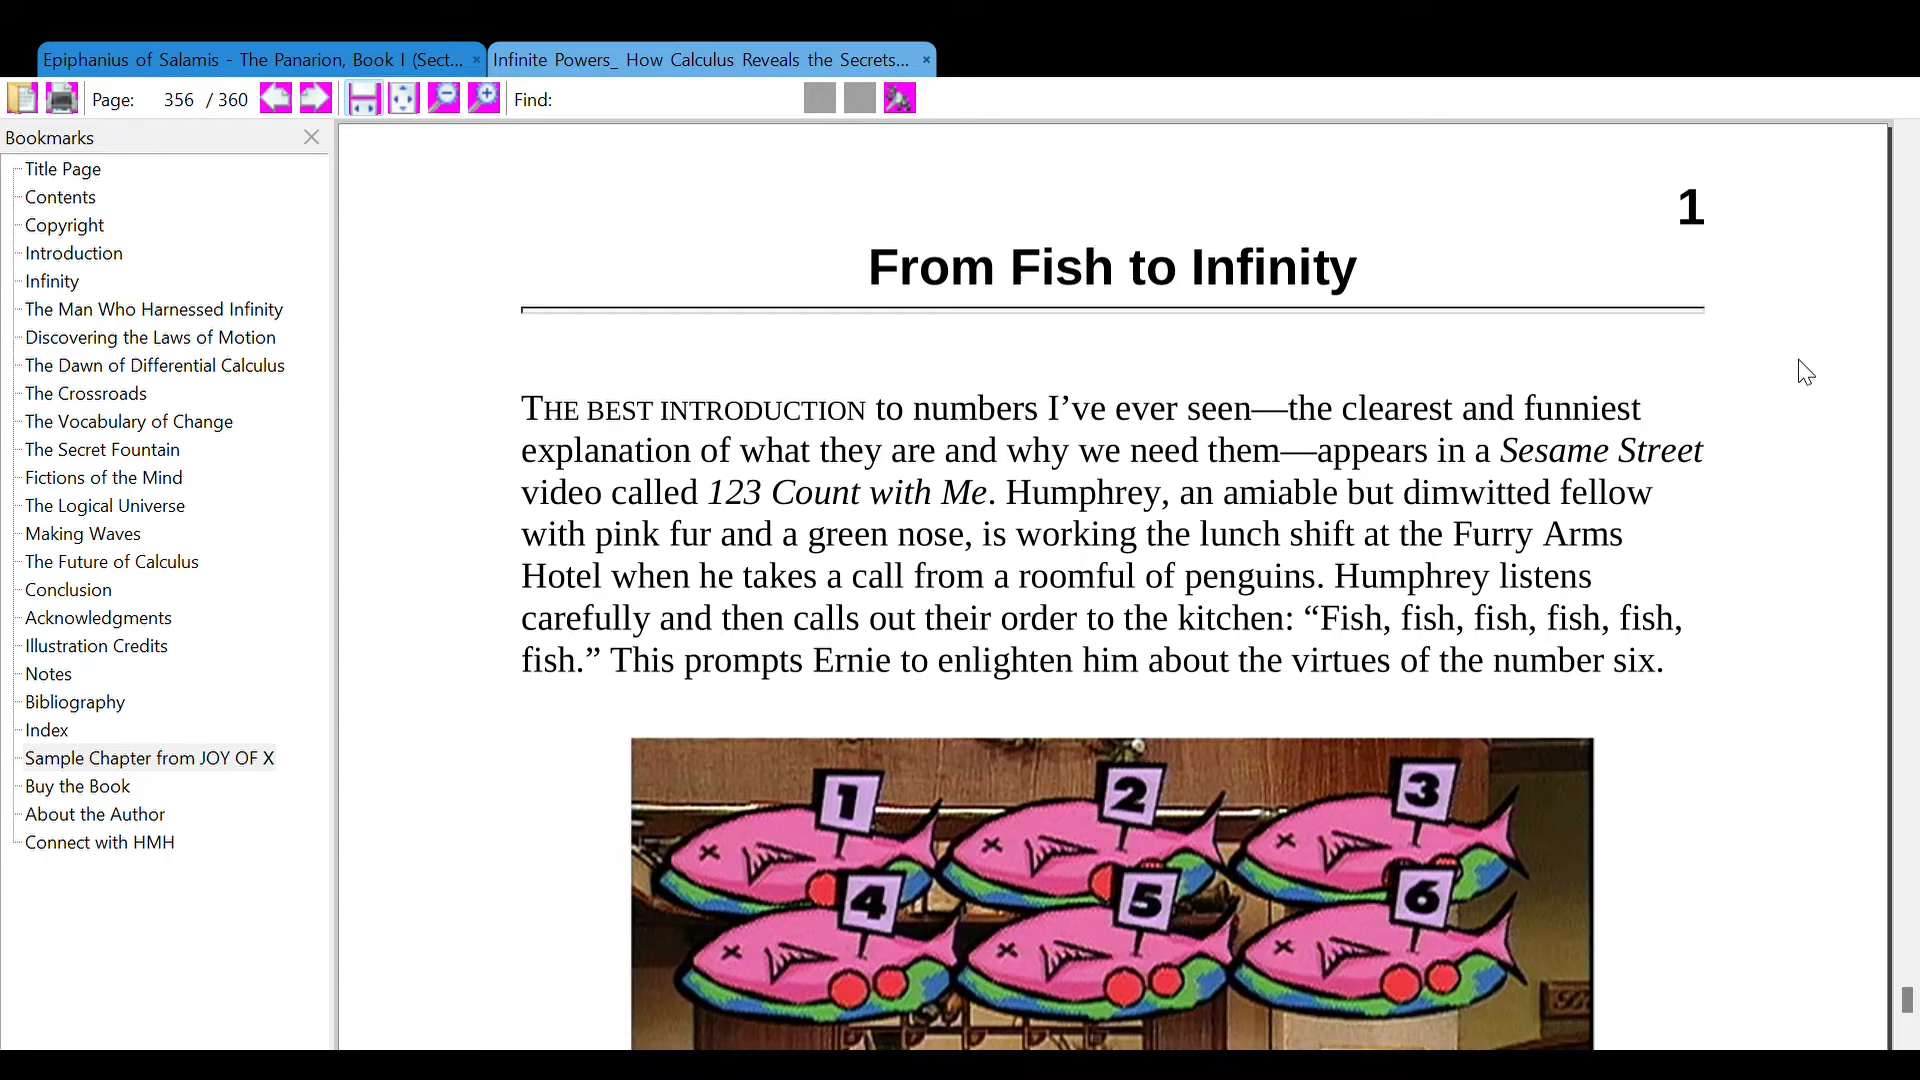 Epiphanius of Salamis - The Panarion, Book I (Sect... ×
Infinite Powers_ How Calculus Reveals the Secrets... ×
Page: 356 / 360
Find:
Bookmarks
Title Page
Contents
Copyright
Introduction
Infinity
The Man Who Harnessed Infinity
Discovering the Laws of Motion
The Dawn of Differential Calculus
The Crossroads
The Vocabulary of Change
The Secret Fountain
Fictions of the Mind
The Logical Universe
Making Waves
The Future of Calculus
Conclusion
Acknowledgments
Illustration Credits
Notes
Bibliography
Index
Sample Chapter from JOY OF X
Buy the Book
About the Author
Connect with HMH
1
From Fish to Infinity
THE BEST INTRODUCTION to numbers I’ve ever seen—the clearest and funniest
explanation of what they are and why we need them—appears in a Sesame Street
video called 123 Count with Me. Humphrey, an amiable but dimwitted fellow
with pink fur and a green nose, is working the lunch shift at the Furry Arms
Hotel when he takes a call from a roomful of penguins. Humphrey listens
carefully and then calls out their order to the kitchen: “Fish, fish, fish, fish, fish,
fish.” This prompts Ernie to enlighten him about the virtues of the number six.
1 2 3
4 5 6